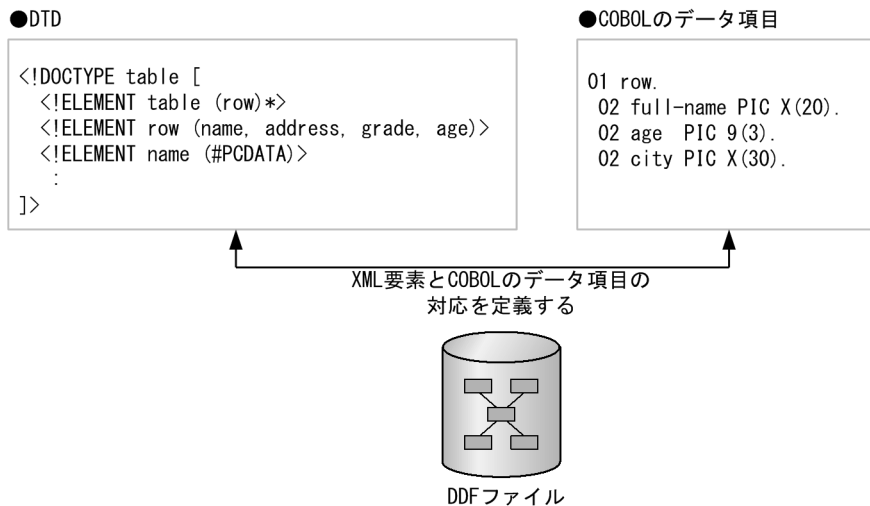 ●DTD
<!DOCTYPE table [
<!ELEMENT table (row)*>
<!ELEMENT row (name, address, grade, age)>
<!ELEMENT name (#PCDATA)>
:
]>
●COBOLのデータ項目
01 row.
02 full-name PIC X(20).
02 age PIC 9(3).
02 city PIC X(30).
XML要素とCOBOLのデータ項目の
対応を定義する
DDFファイル